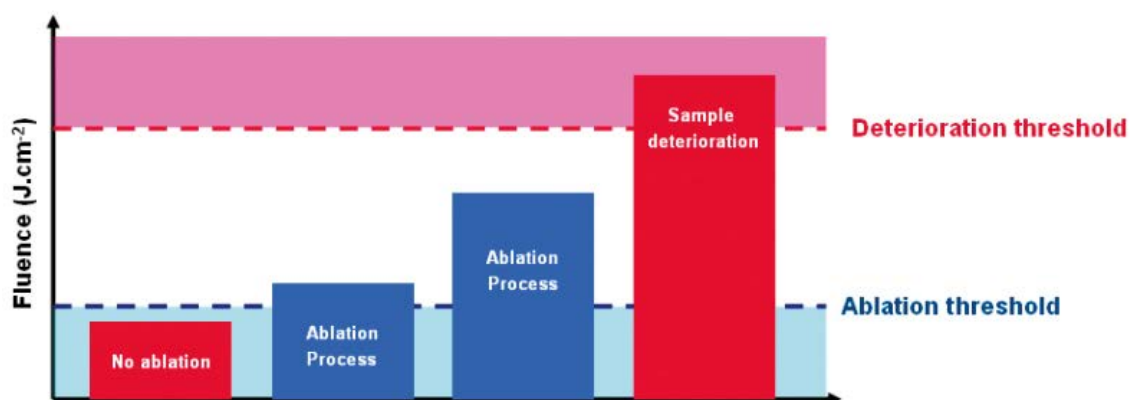 Fluence (J.cm-2)
Sample
deterioration
Deterioration threshold
Ablation
Process
Ablation threshold
Ablation
Process
No ablation